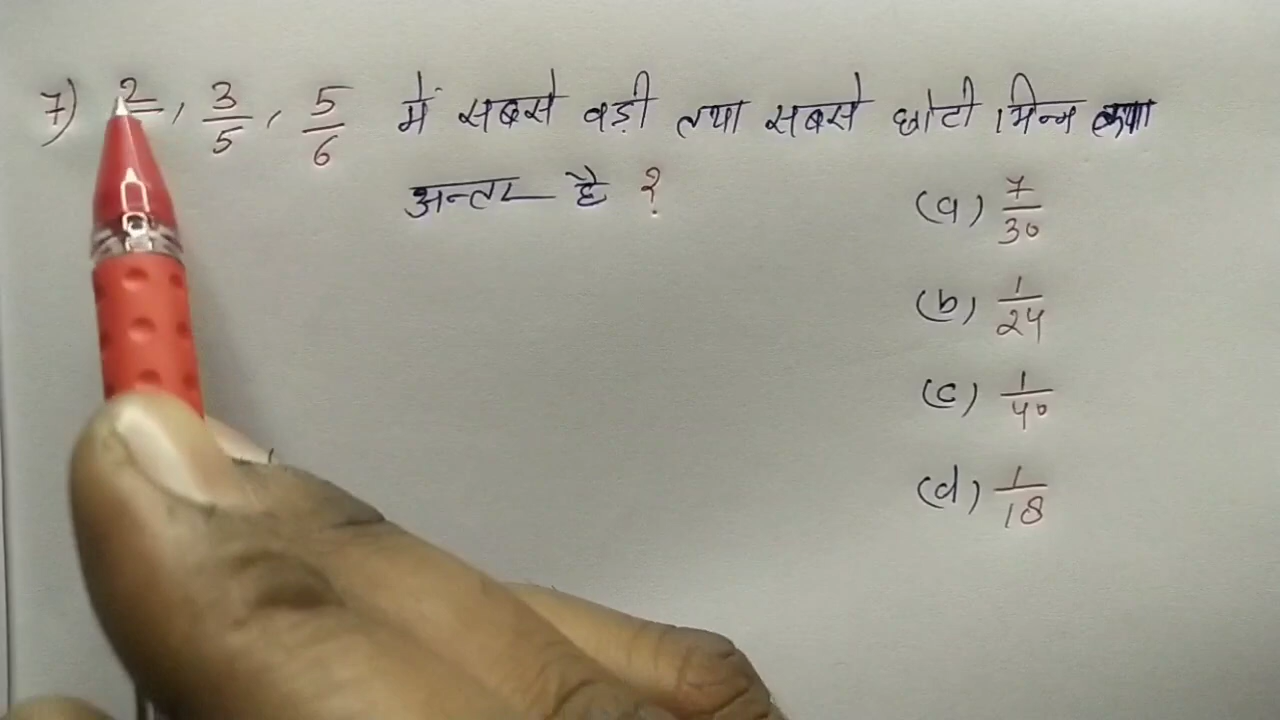 7) 2, 3/5, 5/6 में सबसे बड़ी तथा सबसे छोटी भिन्न
अन्तर है ?
(a) 7/30
(b) 1/24
(c) 1/40
(d) 1/18